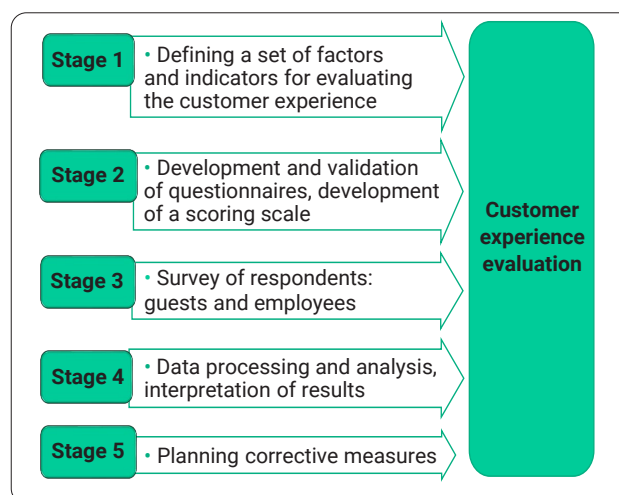 Stage 1
• Defining a set of factors
and indicators for evaluating
the customer experience
Stage 2
• Development and validation
of questionnaires, development
of a scoring scale
Stage 3
• Survey of respondents:
guests and employees
Stage 4
• Data processing and analysis,
interpretation of results
Stage 5
• Planning corrective measures
Customer
experience
evaluation